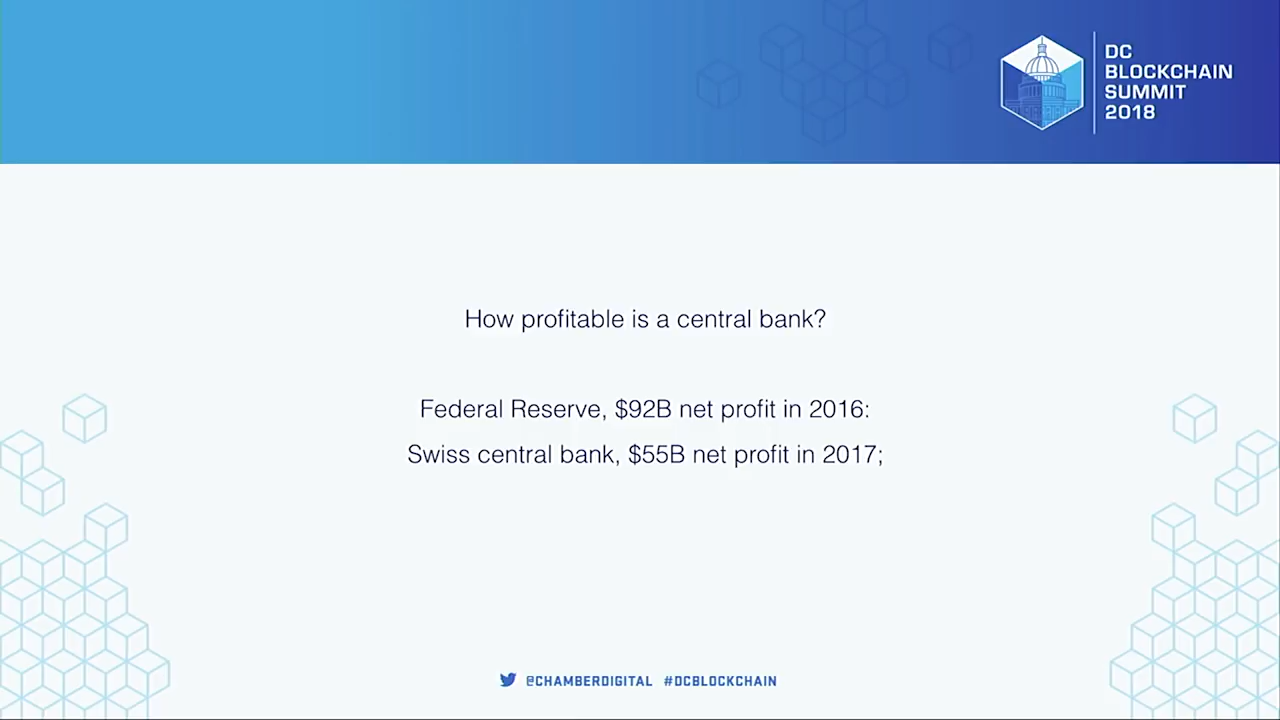 DC
BLOCKCHAIN
SUMMIT
2018
How profitable is a central bank?
Federal Reserve, $92B net profit in 2016:
Swiss central bank, $55B net profit in 2017;
@CHAMBERDIGITAL #DCBLOCKCHAIN